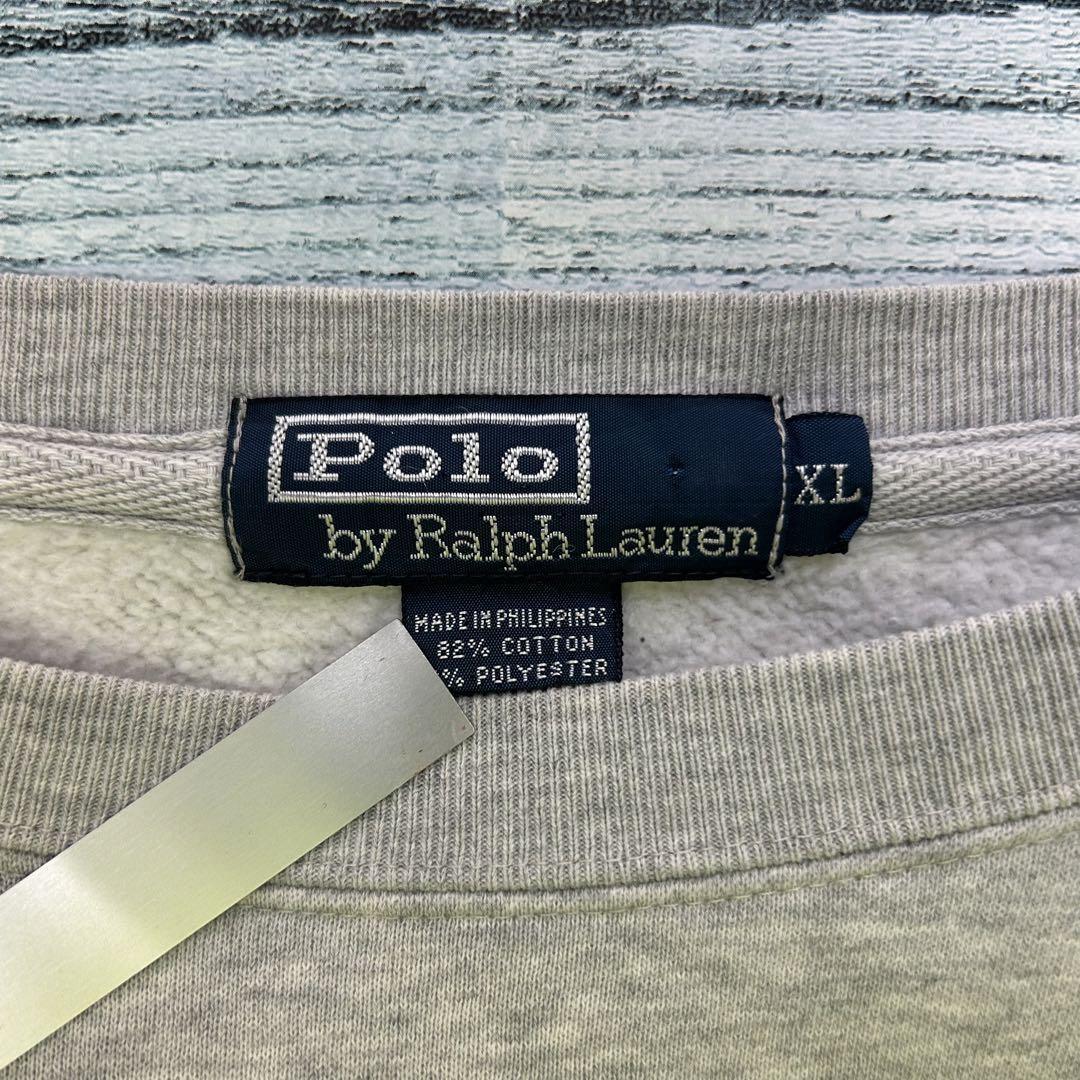 Polo
by Ralph Lauren
XL
MADE IN PHILIPPINES
82% COTTON
% POLYESTER